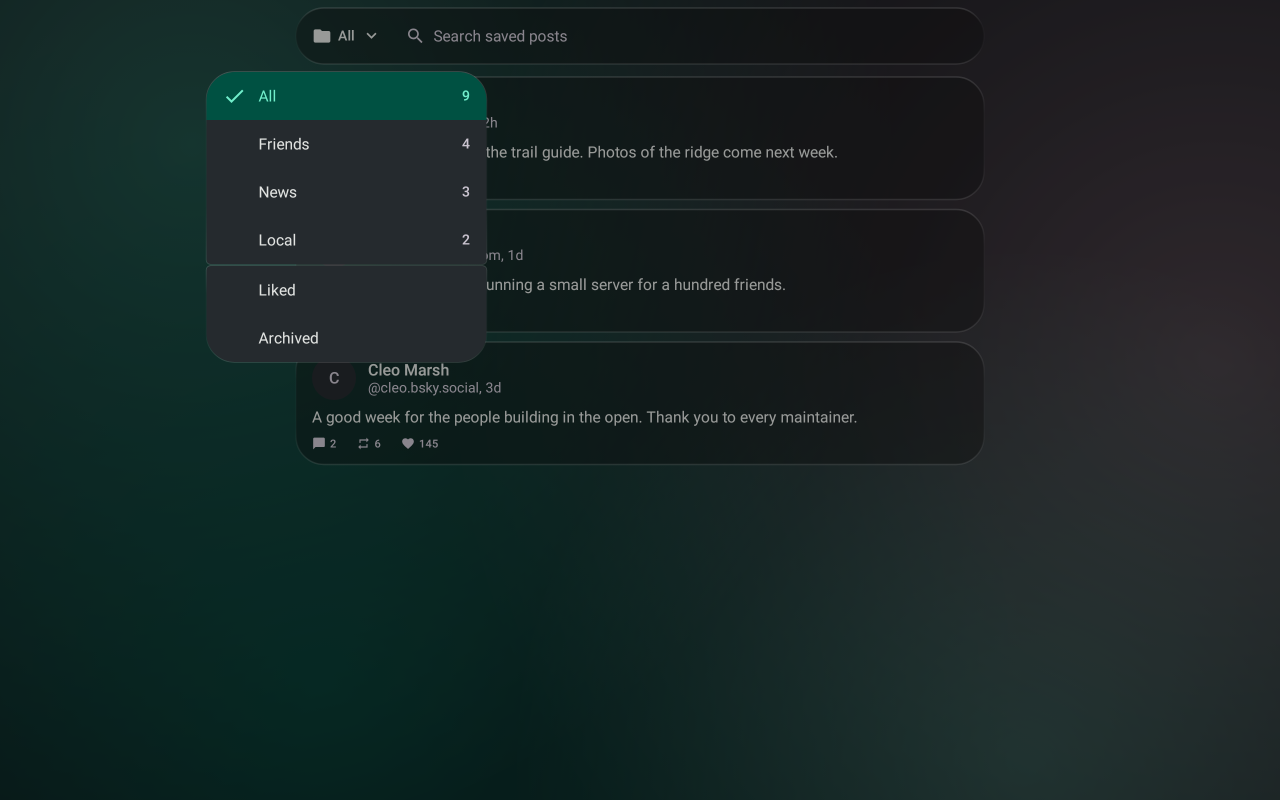 All
Search saved posts
All 9
Friends 4
News 3
Local 2
Liked
Archived
2h
the trail guide. Photos of the ridge come next week.
1d
a small server for a hundred friends.
C
Cleo Marsh
@cleo.bsky.social, 3d
A good week for the people building in the open. Thank you to every maintainer.
2 6 145